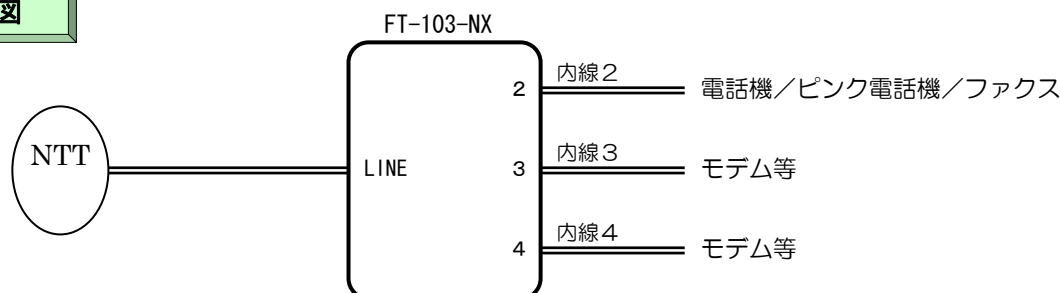 図
FT-103-NX
NTT
LINE
2
内線2
電話機／ピンク電話機／ファクス
3
内線3
モデム等
4
内線4
モデム等